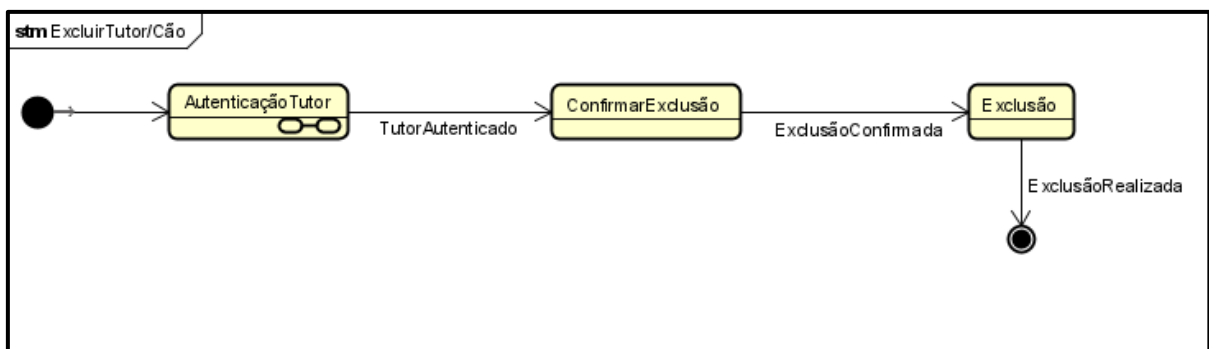 stm ExcluirTutor/Cão
AutenticaçãoTutor
TutorAutenticado
ConfirmarExclusão
ExclusãoConfirmada
Exclusão
ExclusãoRealizada